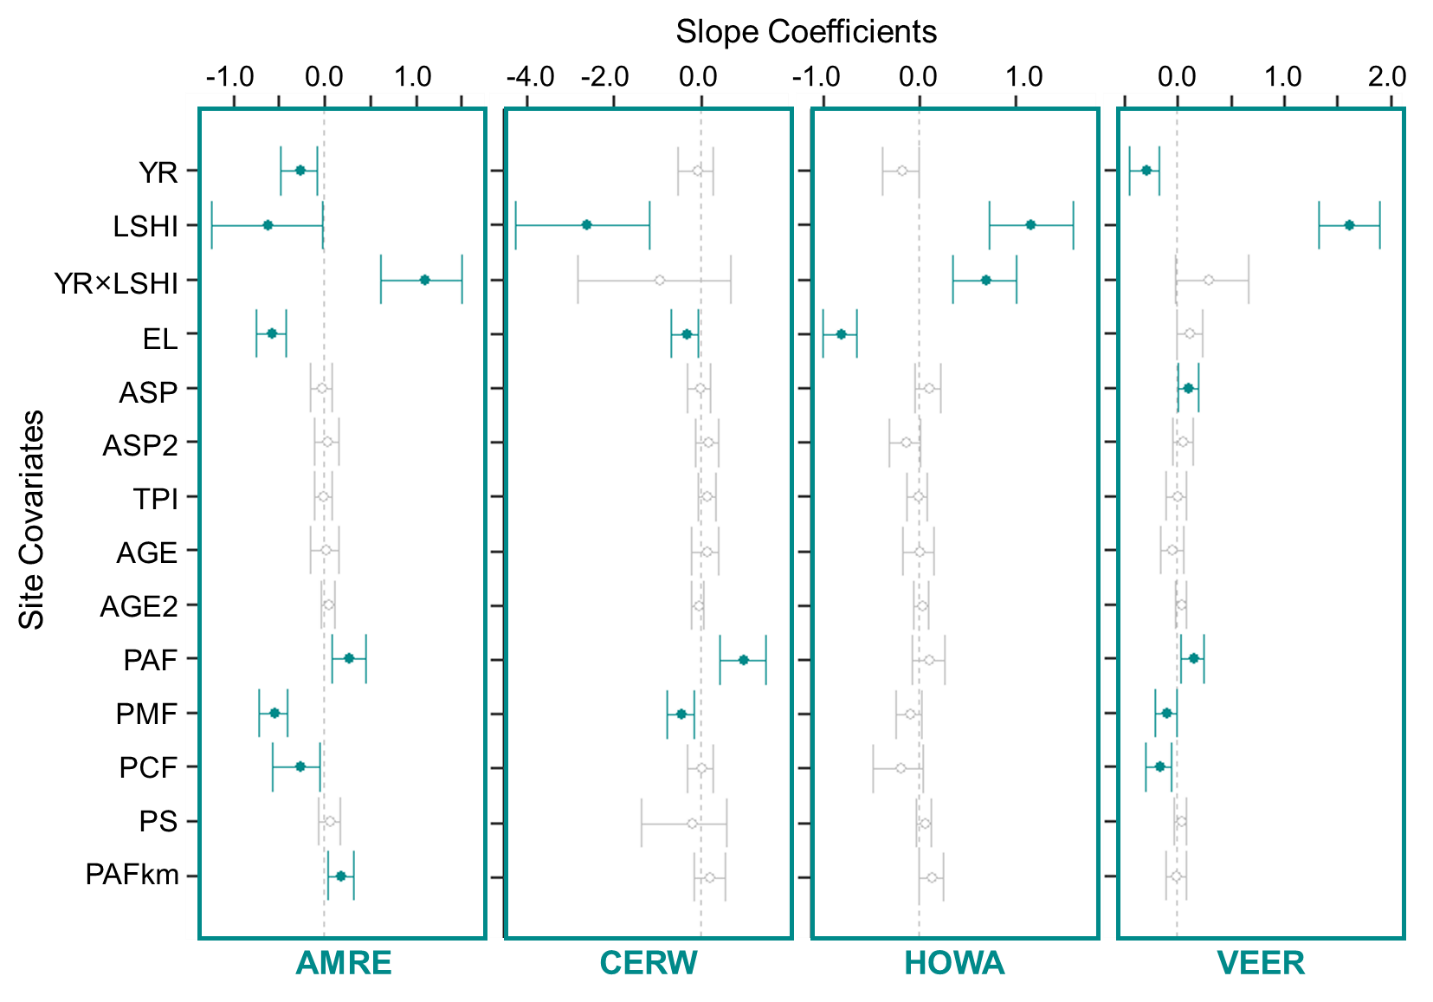 Slope Coefficients
-1.0 0.0 1.0 -4.0 -2.0 0.0 -1.0 0.0 1.0 0.0 1.0 2.0
Site Covariates
YR
LSHI
YR×LSHI
EL
ASP
ASP2
TPI
AGE
AGE2
PAF
PMF
PCF
PS
PAFkm
AMRE CERW HOWA VEER